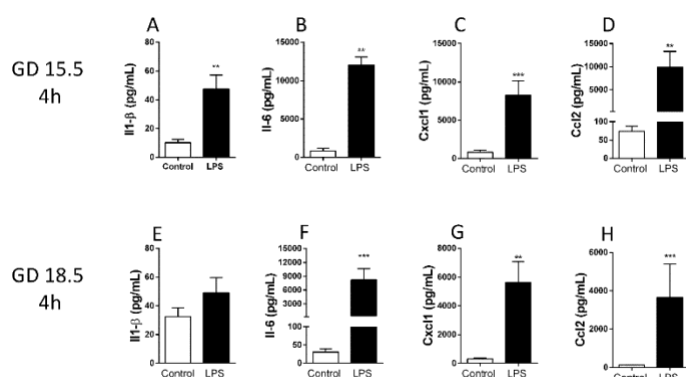 A
B
C
D
GD 15.5
4h
Il1-β (pg/mL)
80
60
40
20
0
**
Control LPS
Il-6 (pg/mL)
15000
10000
5000
0
**
Control LPS
Cxcl1 (pg/mL)
15000
10000
5000
0
***
Control LPS
Ccl2 (pg/mL)
15000
10000
5000
100
50
0
**
Control LPS
E
F
G
H
GD 18.5
4h
Il1-β (pg/mL)
80
60
40
20
0
Control LPS
Il-6 (pg/mL)
15000
12000
9000
6000
3000
100
50
0
***
Control LPS
Cxcl1 (pg/mL)
8000
6000
4000
2000
0
**
Control LPS
Ccl2 (pg/mL)
6000
4000
2000
0
***
Control LPS